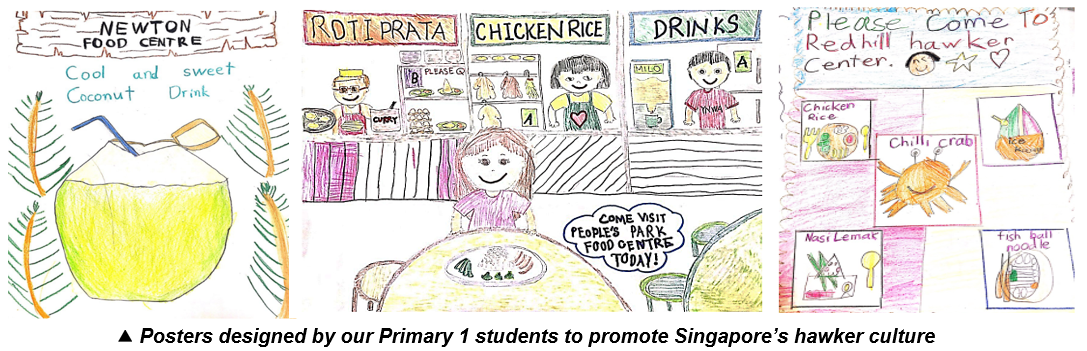 NEWTON
FOOD CENTRE
Cool and sweet
Coconut Drink
ROTI PRATA
CHICKEN RICE
DRINKS
B
PLEASE Q
MILO
A
CURRY
A
YNWA
COME VISIT
PEOPLE'S PARK
FOOD CENTRE
TODAY!
Please Come To
Redhill hawker
Center.
Chicken
Rice
Chilli crab
Ice
Nasi Lemak
fish ball
noodle
▲ Posters designed by our Primary 1 students to promote Singapore's hawker culture